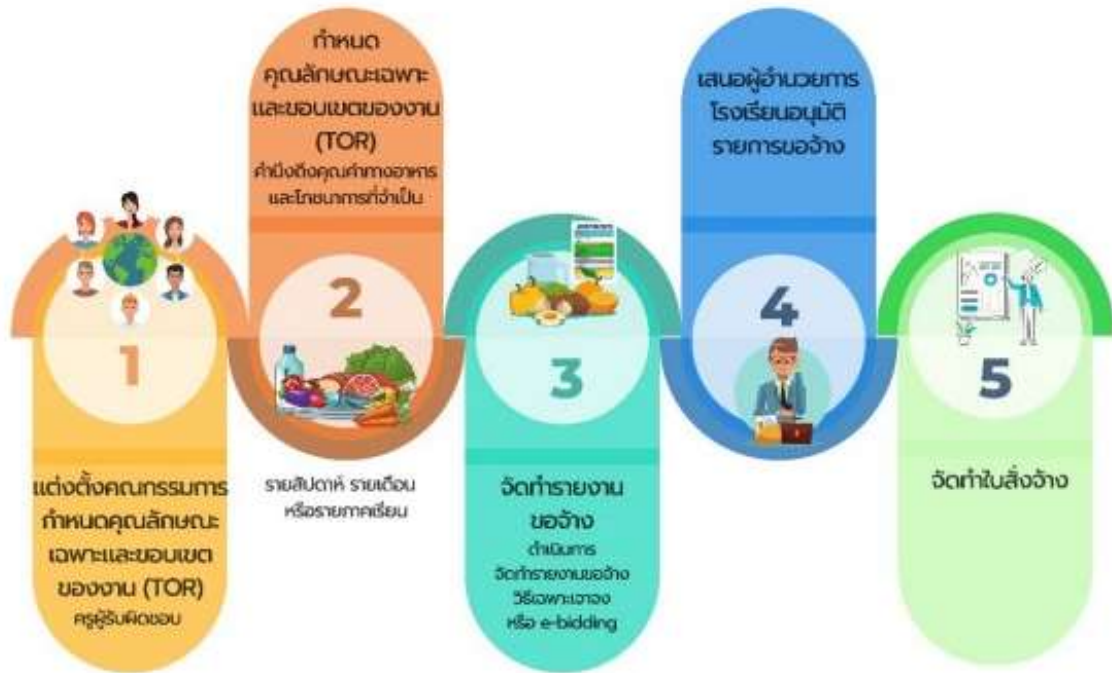 1
แต่งตั้งคณะกรรมการ
กำหนดคุณลักษณะ
เฉพาะและขอบเขต
ของงาน (TOR)
ครูผู้รับผิดชอบ
กำหนด
คุณลักษณะเฉพาะ
และขอบเขตของงาน
(TOR)
คำนึงถึงคุณค่าทางอาหาร
และโภชนาการที่จำเป็น
2
รายสัปดาห์ รายเดือน
หรือรายภาคเรียน
3
จัดทำรายงาน
ขอจ้าง
ดำเนินการ
จัดทำรายงานขอจ้าง
วิธีเฉพาะเจาะจง
หรือ e-bidding
เสนอผู้อำนวยการ
โรงเรียนอนุมัติ
รายการขอจ้าง
4
5
จัดทำใบสั่งจ้าง